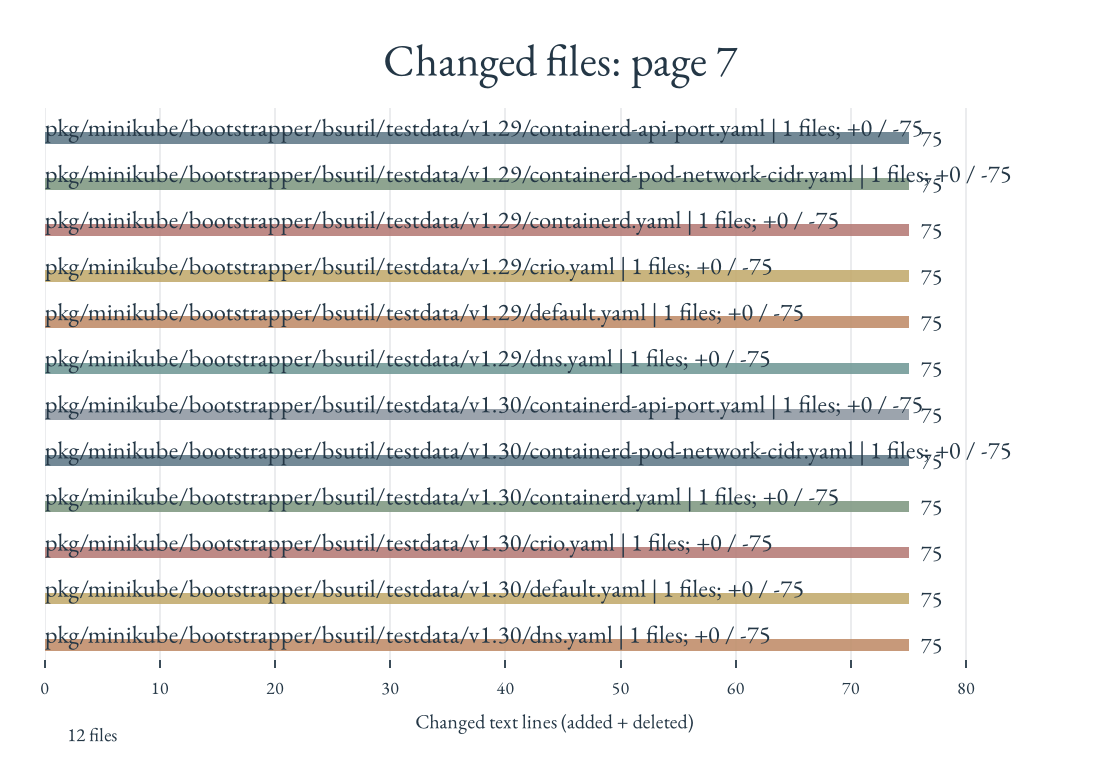 Changed files: page 7
pkg/minikube/bootstrapper/bsutil/testdata/v1.29/containerd-api-port.yaml | 1 files; +0 / -75
75
pkg/minikube/bootstrapper/bsutil/testdata/v1.29/containerd-pod-network-cidr.yaml | 1 files; +0 / -75
75
pkg/minikube/bootstrapper/bsutil/testdata/v1.29/containerd.yaml | 1 files; +0 / -75
75
pkg/minikube/bootstrapper/bsutil/testdata/v1.29/crio.yaml | 1 files; +0 / -75
75
pkg/minikube/bootstrapper/bsutil/testdata/v1.29/default.yaml | 1 files; +0 / -75
75
pkg/minikube/bootstrapper/bsutil/testdata/v1.29/dns.yaml | 1 files; +0 / -75
75
pkg/minikube/bootstrapper/bsutil/testdata/v1.30/containerd-api-port.yaml | 1 files; +0 / -75
75
pkg/minikube/bootstrapper/bsutil/testdata/v1.30/containerd-pod-network-cidr.yaml | 1 files; +0 / -75
75
pkg/minikube/bootstrapper/bsutil/testdata/v1.30/containerd.yaml | 1 files; +0 / -75
75
pkg/minikube/bootstrapper/bsutil/testdata/v1.30/crio.yaml | 1 files; +0 / -75
75
pkg/minikube/bootstrapper/bsutil/testdata/v1.30/default.yaml | 1 files; +0 / -75
75
pkg/minikube/bootstrapper/bsutil/testdata/v1.30/dns.yaml | 1 files; +0 / -75
75
0 10 20 30 40 50 60 70 80
Changed text lines (added + deleted)
12 files